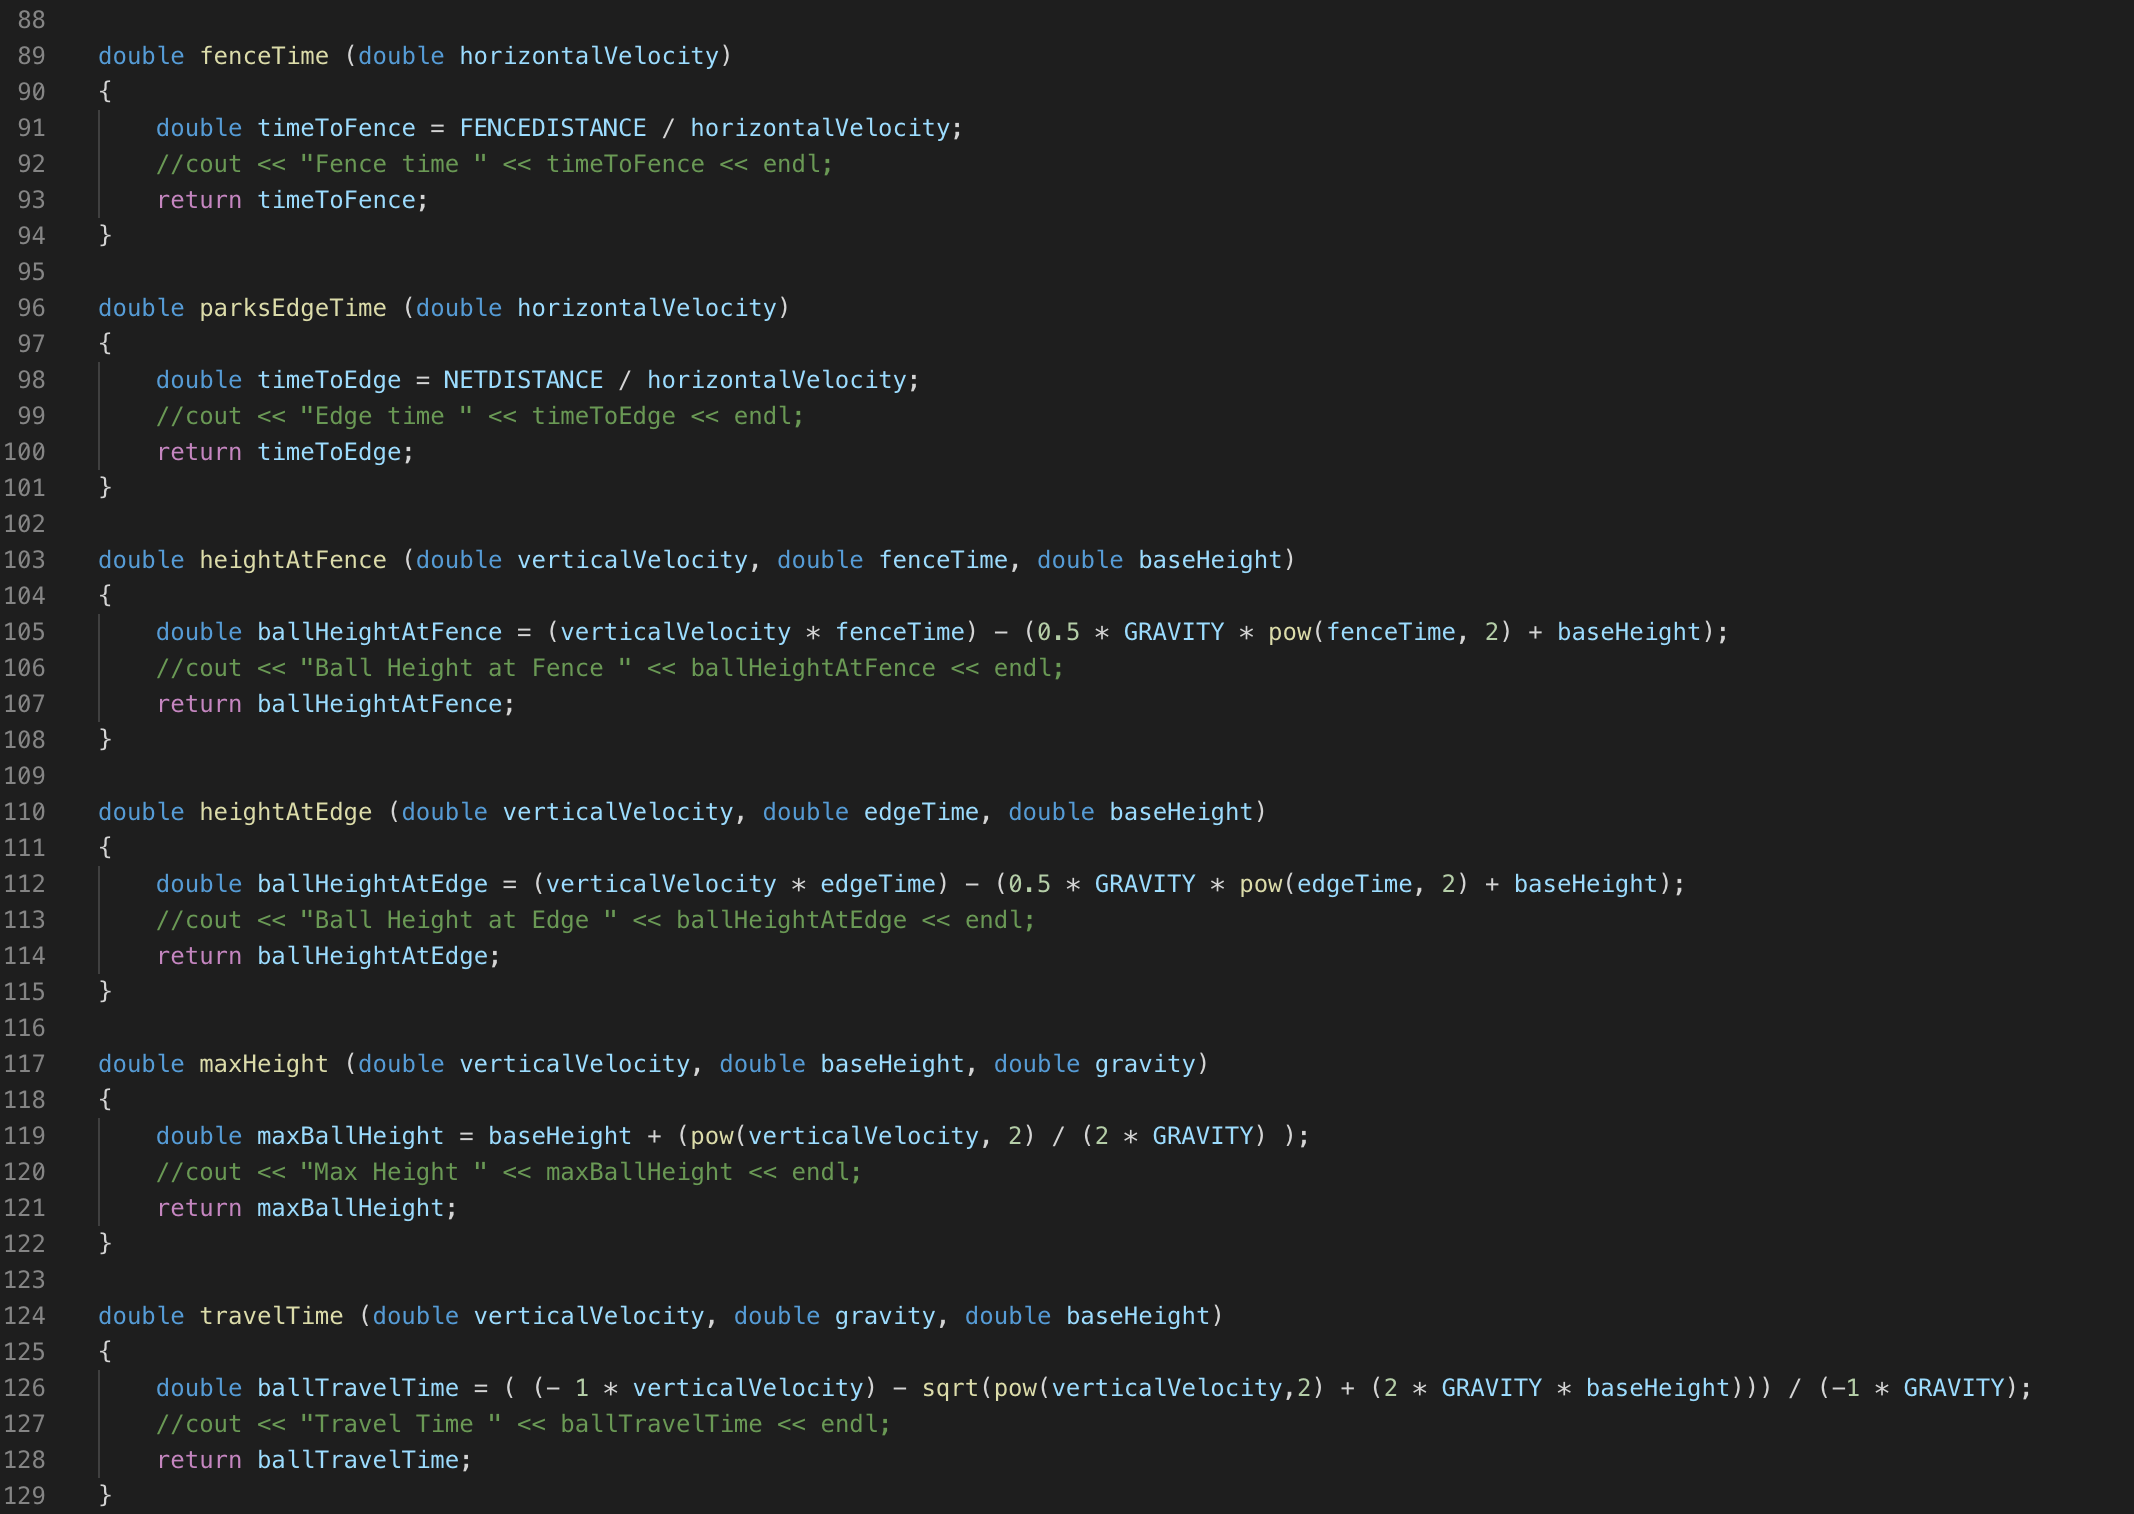 88
89 double fenceTime (double horizontalVelocity)
90 {
91 double timeToFence = FENCEDISTANCE / horizontalVelocity;
92 //cout << "Fence time " << timeToFence << endl;
93 return timeToFence;
94 }
95
96 double parksEdgeTime (double horizontalVelocity)
97 {
98 double timeToEdge = NETDISTANCE / horizontalVelocity;
99 //cout << "Edge time " << timeToEdge << endl;
100 return timeToEdge;
101 }
102
103 double heightAtFence (double verticalVelocity, double fenceTime, double baseHeight)
104 {
105 double ballHeightAtFence = (verticalVelocity * fenceTime) - (0.5 * GRAVITY * pow(fenceTime, 2) + baseHeight);
106 //cout << "Ball Height at Fence " << ballHeightAtFence << endl;
107 return ballHeightAtFence;
108 }
109
110 double heightAtEdge (double verticalVelocity, double edgeTime, double baseHeight)
111 {
112 double ballHeightAtEdge = (verticalVelocity * edgeTime) - (0.5 * GRAVITY * pow(edgeTime, 2) + baseHeight);
113 //cout << "Ball Height at Edge " << ballHeightAtEdge << endl;
114 return ballHeightAtEdge;
115 }
116
117 double maxHeight (double verticalVelocity, double baseHeight, double gravity)
118 {
119 double maxBallHeight = baseHeight + (pow(verticalVelocity, 2) / (2 * GRAVITY) );
120 //cout << "Max Height " << maxBallHeight << endl;
121 return maxBallHeight;
122 }
123
124 double travelTime (double verticalVelocity, double gravity, double baseHeight)
125 {
126 double ballTravelTime = ( (- 1 * verticalVelocity) - sqrt(pow(verticalVelocity,2) + (2 * GRAVITY * baseHeight))) / (-1 * GRAVITY);
127 //cout << "Travel Time " << ballTravelTime << endl;
128 return ballTravelTime;
129 }